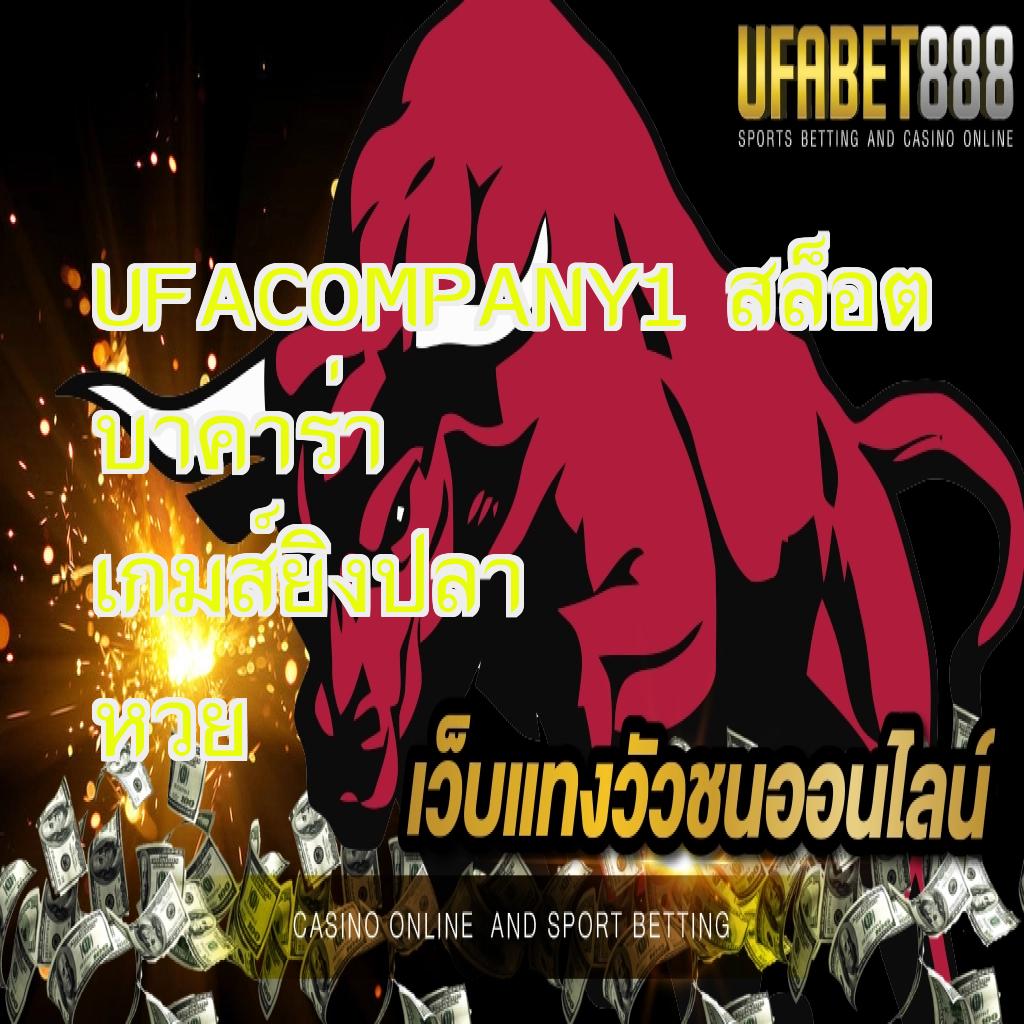 UFABET888
SPORTS BETTING AND CASINO ONLINE
UFACOMPANY1 สล็อต
บาคาร่า
เกมส์ยิงปลา
หวย
เว็บแทงวัวชนออนไลน์
CASINO ONLINE AND SPORT BETTING